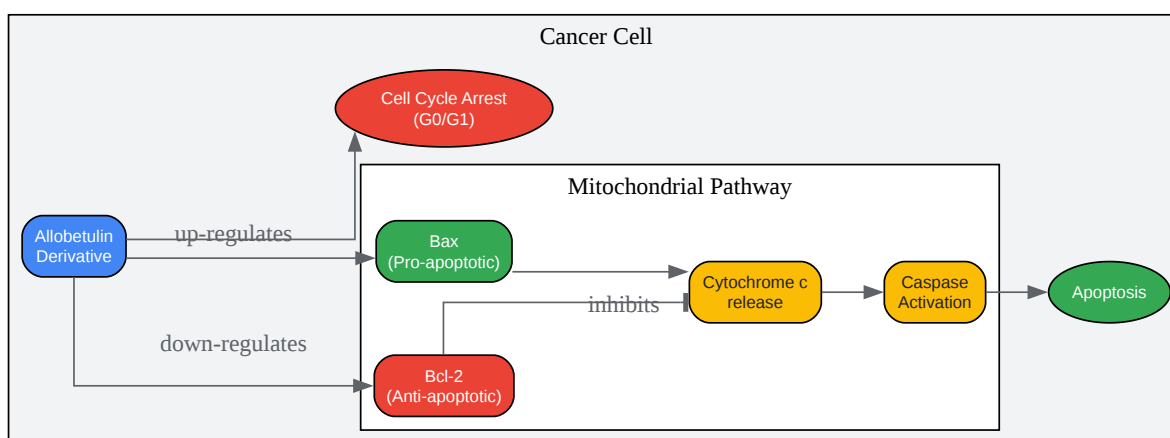 Cancer Cell
Cell Cycle Arrest
(G0/G1)
Mitochondrial Pathway
Allobetulin
Derivative
up-regulates
Bax
(Pro-apoptotic)
Cytochrome c
release
Caspase
Activation
Apoptosis
inhibits
down-regulates
Bcl-2
(Anti-apoptotic)